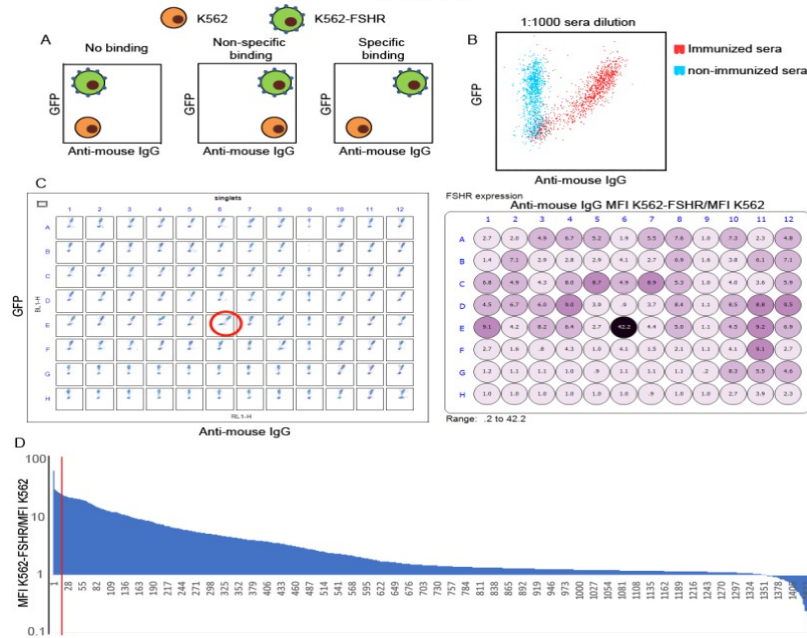 K562
K562-FSHR
A
No binding
Non-specific
binding
Specific
binding
GFP
Anti-mouse IgG
Anti-mouse IgG
B
1:1000 sera dilution
GFP
Anti-mouse IgG
Immunized sera
non-immunized sera
C
singlets
1 2 3 4 5 6 7 8 9 10 11 12
A
B
C
D
E
F
G
H
GFP
BL1-H
RL1-H
Anti-mouse IgG
FSHR expression
Anti-mouse IgG MFI K562-FSHR/MFI K562
1 2 3 4 5 6 7 8 9 10 11 12
A 2.7 2.0 4.9 6.7 5.2 1.9 5.5 7.6 1.0 7.3 2.3 4.8
B 1.4 7.1 3.9 2.8 2.9 4.1 2.7 6.9 1.6 3.8 6.1 7.1
C 6.8 4.9 4.2 8.0 8.7 4.9 8.9 5.3 1.0 4.0 3.6 5.9
D 4.5 6.7 4.0 9.0 3.8 .6 3.7 8.4 1.1 8.5 8.8 9.5
E 9.1 4.2 8.2 6.4 2.7 42.2 4.4 5.0 1.1 4.5 9.2 6.9
F 2.7 1.6 .8 4.3 1.0 4.1 1.5 2.1 1.1 4.1 9.1 2.7
G 1.2 1.1 1.1 1.0 .9 1.1 1.1 1.1 .2 8.3 5.5 4.6
H 1.0 1.0 1.0 1.0 1.0 1.0 .9 1.0 1.0 2.7 3.9 2.3
Range: .2 to 42.2
D
MFI K562-FSHR/MFI K562
100
10
1
0.1
1 28 55 82 109 136 163 190 217 244 271 298 325 352 379 406 433 460 487 514 541 568 595 622 649 676 703 730 757 784 811 838 865 892 919 946 973 1000 1027 1054 1081 1108 1135 1162 1189 1216 1243 1270 1297 1324 1351 1378 1405